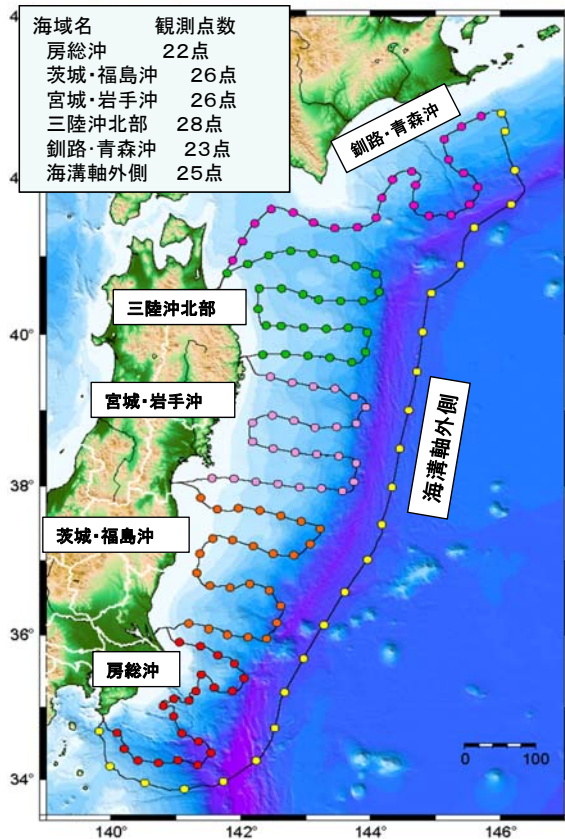 海域名 観測点数
房総沖 22点
茨城・福島沖 26点
宮城・岩手沖 26点
三陸沖北部 28点
釧路・青森沖 23点
海溝軸外側 25点
釧路・青森沖
三陸沖北部
宮城・岩手沖
海溝軸外側
茨城・福島沖
房総沖
40°
38°
36°
34°
0 100
140° 142° 144° 146°